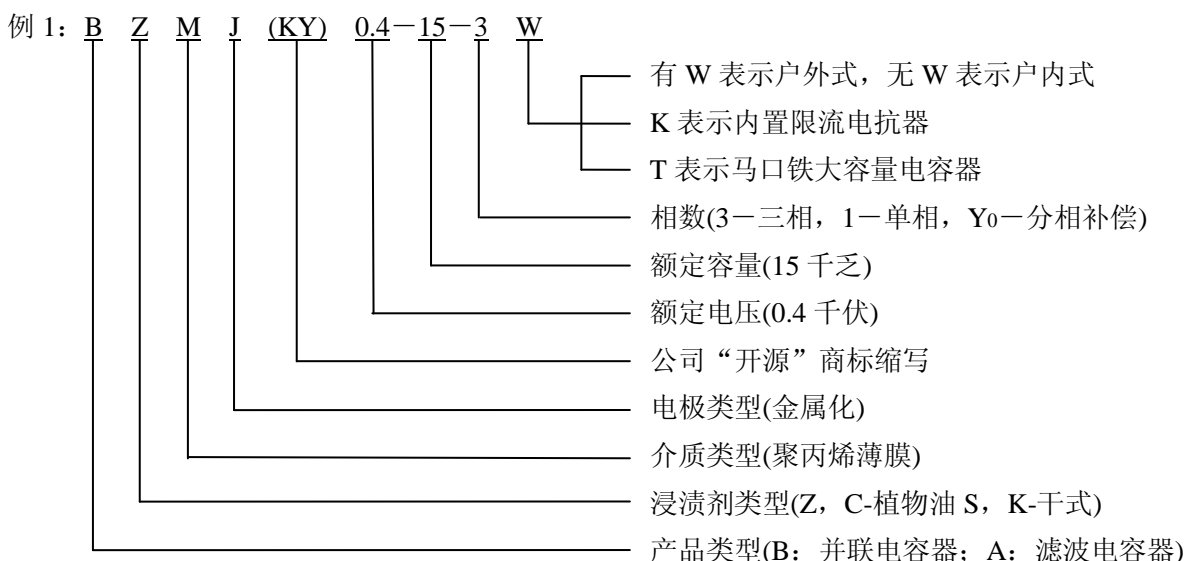 例 1: B Z M J (KY) 0.4－15－3 W
有 W 表示户外式，无 W 表示户内式
K 表示内置限流电抗器
T 表示马口铁大容量电容器
相数(3－三相，1－单相，Y0－分相补偿)
额定容量(15 千乏)
额定电压(0.4 千伏)
公司“开源”商标缩写
电极类型(金属化)
介质类型(聚丙烯薄膜)
浸渍剂类型(Z，C-植物油 S，K-干式)
产品类型(B：并联电容器；A：滤波电容器)